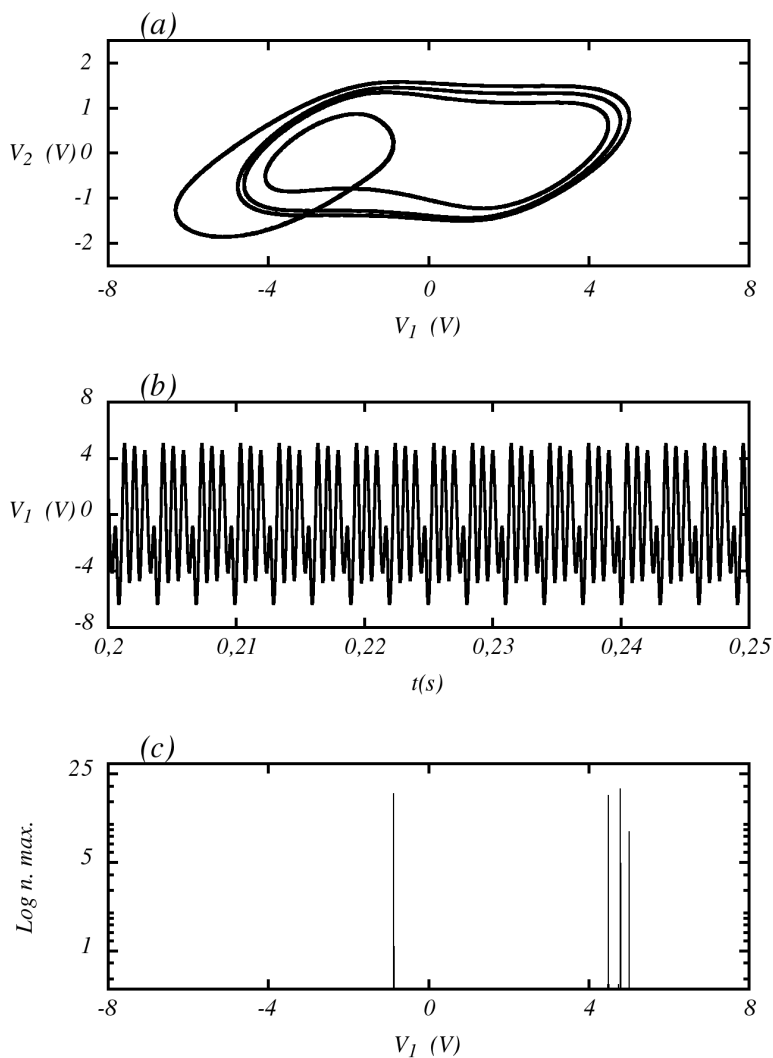 (a)
2
1
V2 (V) 0
-1
-2
-8 -4 0 4 8
V1 (V)
(b)
8
4
V1 (V) 0
-4
-8
0,2 0,21 0,22 0,23 0,24 0,25
t(s)
(c)
25
5
1
Log n. max.
-8 -4 0 4 8
V1 (V)